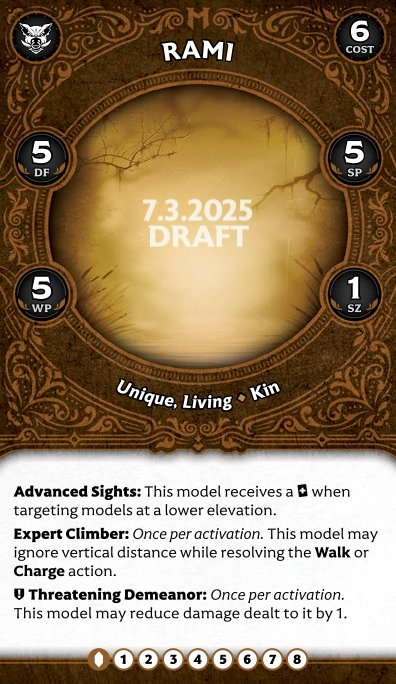 RAMI
6
COST
5
DF
5
SP
7.3.2025
DRAFT
5
WP
1
SZ
Unique, Living ◆ Kin
Advanced Sights: This model receives a when
targeting models at a lower elevation.
Expert Climber: Once per activation. This model may
ignore vertical distance while resolving the Walk or
Charge action.
Threatening Demeanor: Once per activation.
This model may reduce damage dealt to it by 1.
1 2 3 4 5 6 7 8